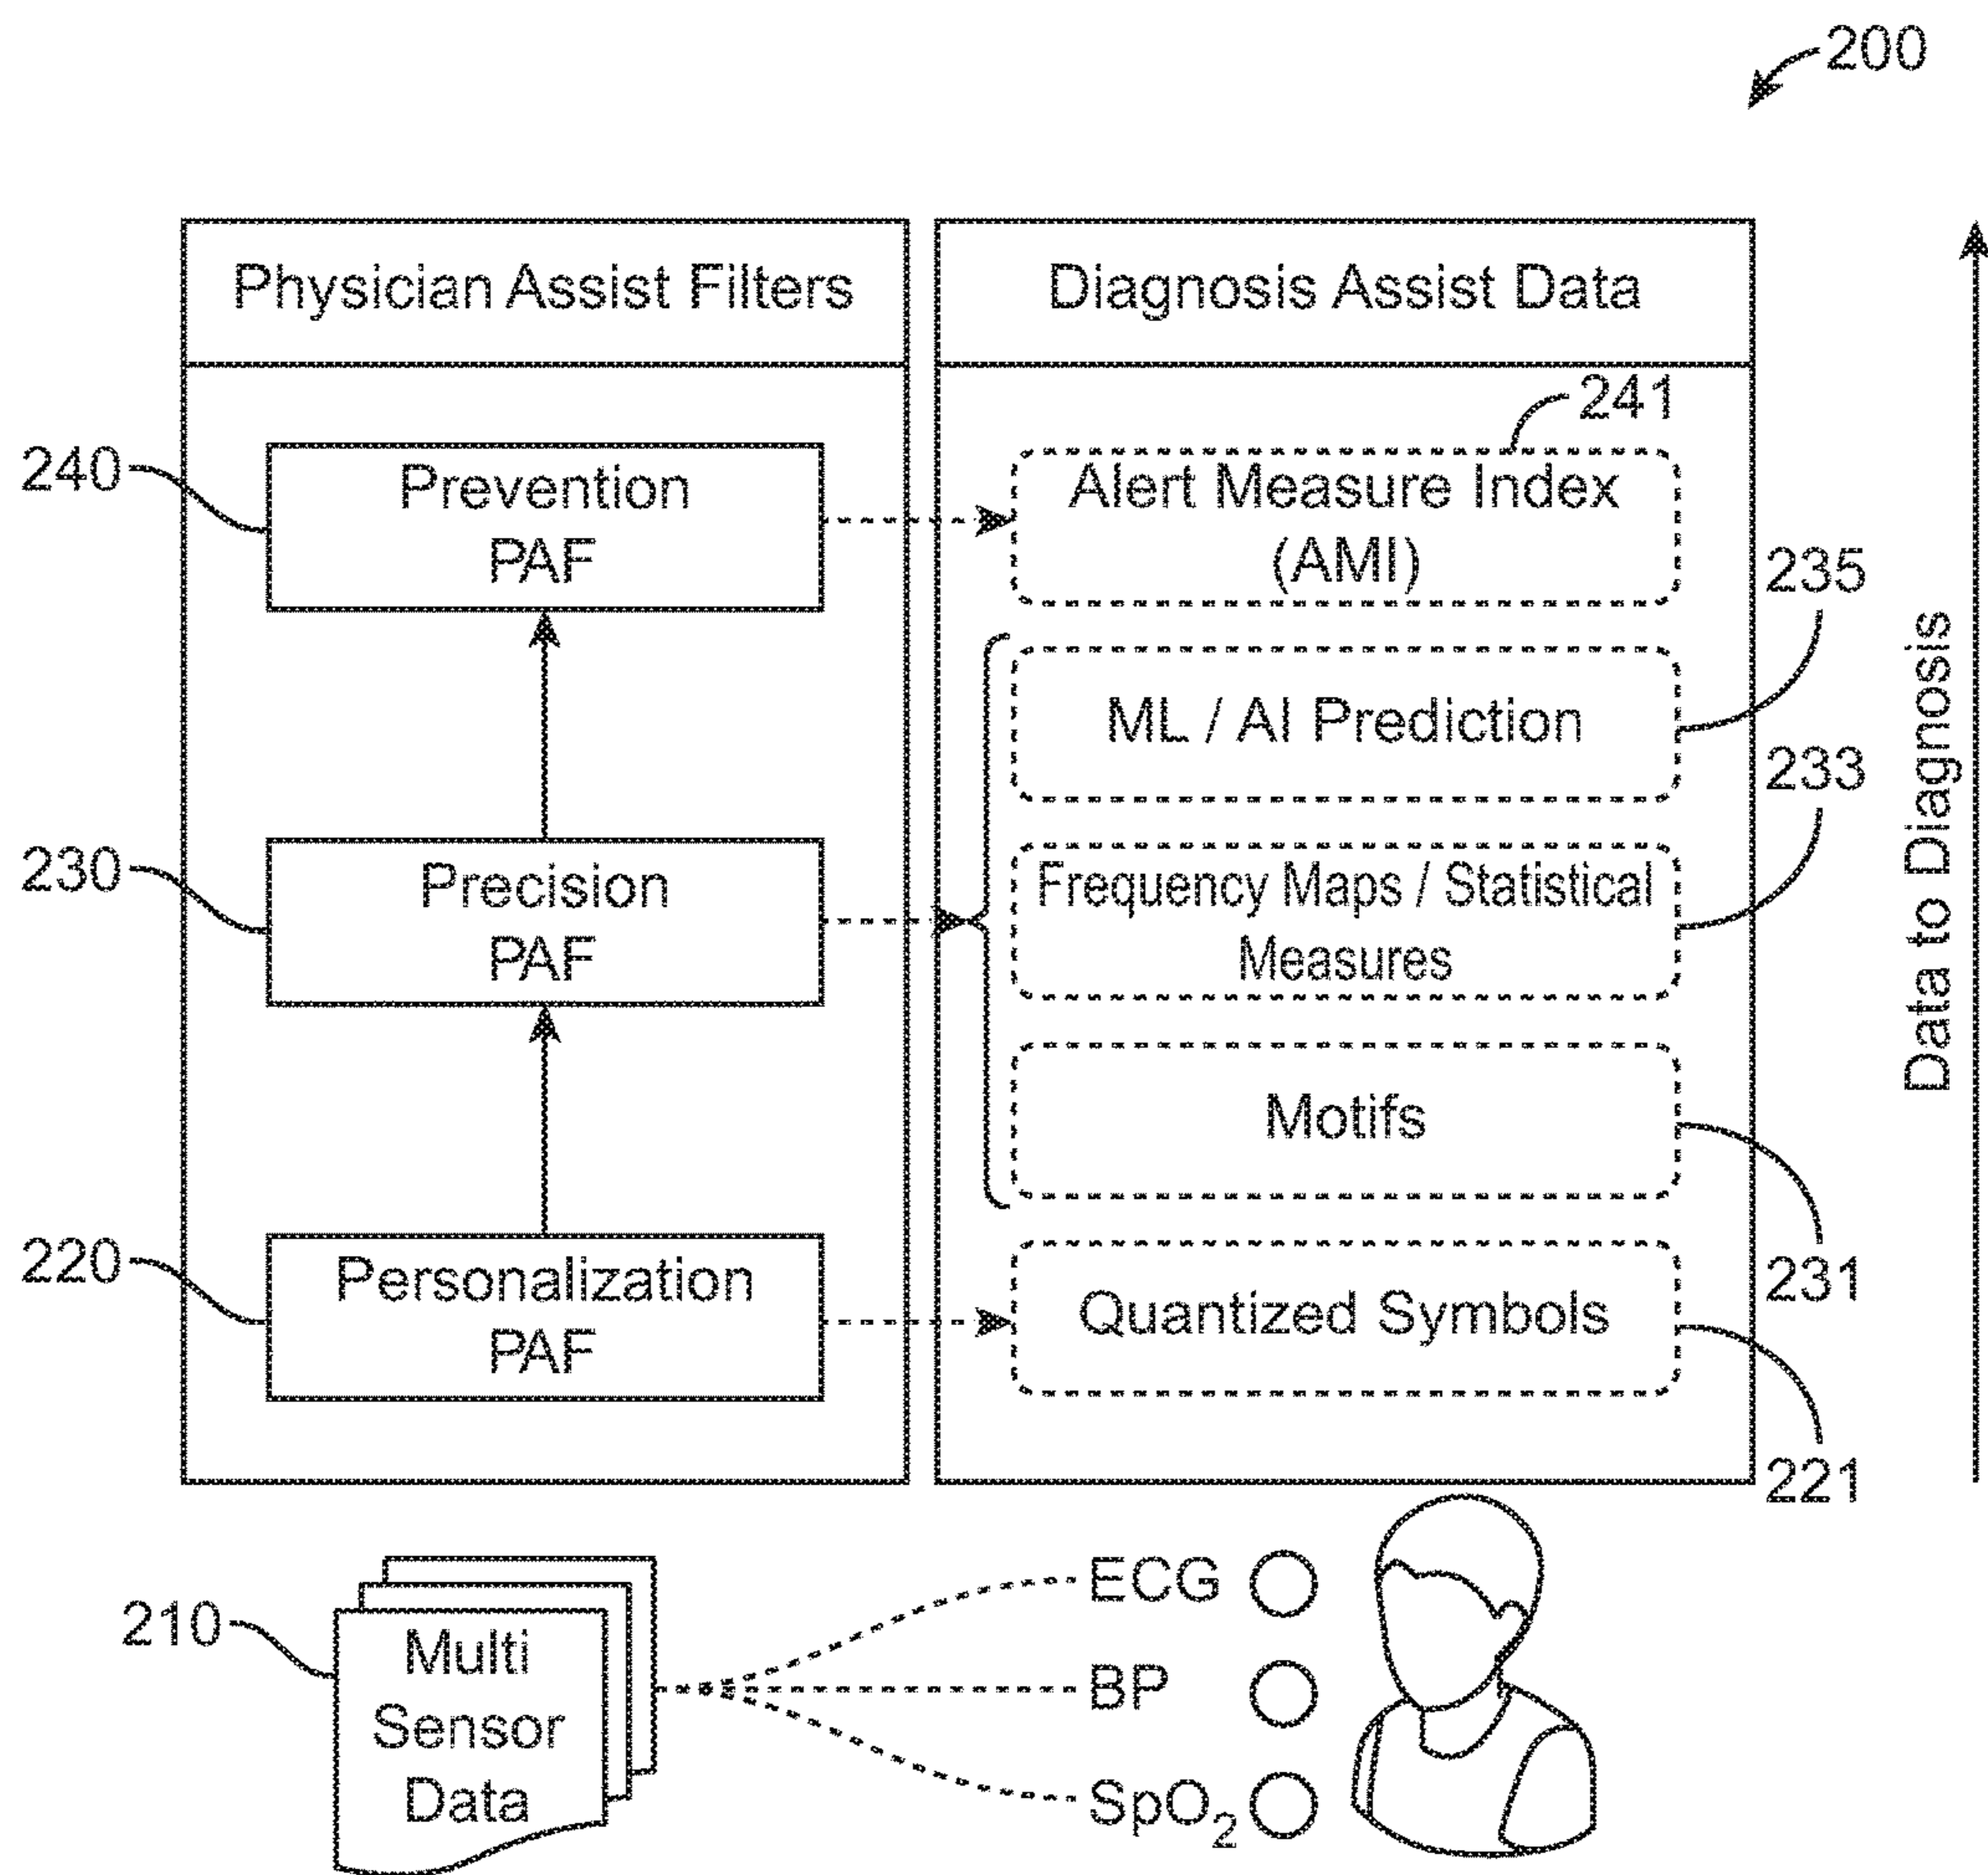 200
Physician Assist Filters
Diagnosis Assist Data
241
240
Prevention
PAF
Alert Measure Index
(AMI)
235
ML / AI Prediction
233
230
Precision
PAF
Frequency Maps / Statistical
Measures
Data to Diagnosis
Motifs
231
220
Personalization
PAF
Quantized Symbols
221
210
Multi
Sensor
Data
ECG
BP
SpO₂